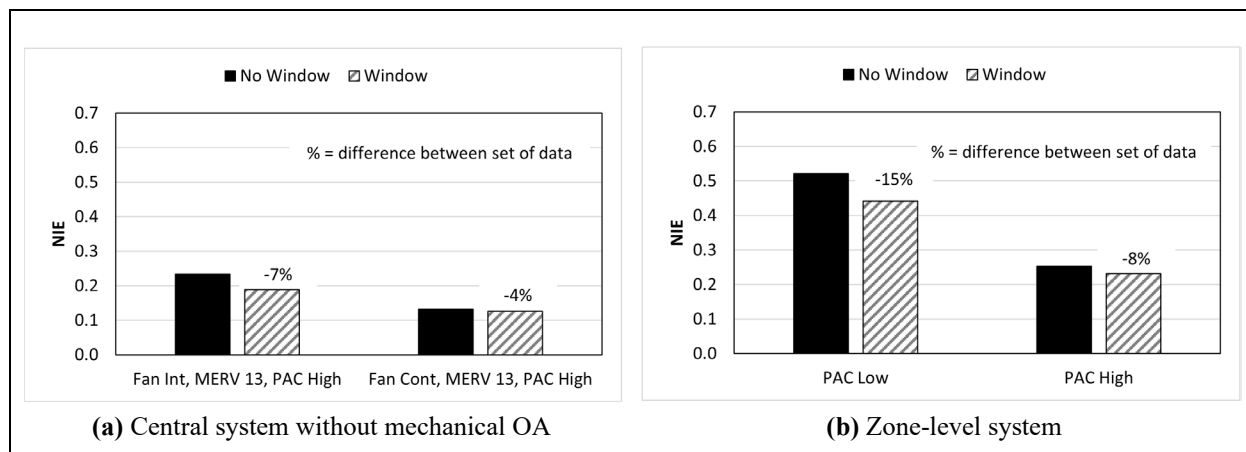 ■ No Window ▨ Window
0.7
0.6
0.5
0.4
0.3
0.2
0.1
0.0
NIE
% = difference between set of data
-7%
-4%
Fan Int, MERV 13, PAC High
Fan Cont, MERV 13, PAC High
(a) Central system without mechanical OA
■ No Window ▨ Window
0.7
0.6
0.5
0.4
0.3
0.2
0.1
0.0
NIE
% = difference between set of data
-15%
-8%
PAC Low
PAC High
(b) Zone-level system